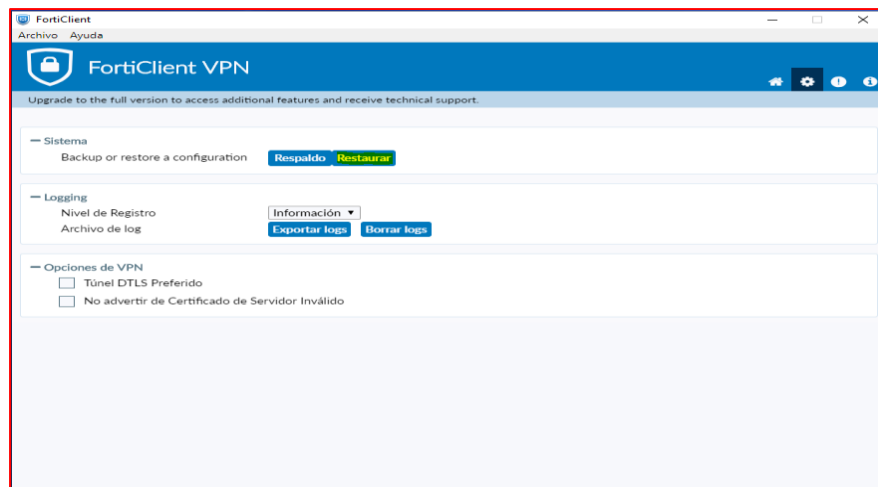 FortiClient
Archivo Ayuda
FortiClient VPN
Upgrade to the full version to access additional features and receive technical support.
Sistema
Backup or restore a configuration Respaldo Restaurar
Logging
Nivel de Registro Información
Archivo de log Exportar logs Borrar logs
Opciones de VPN
Túnel DTLS Preferido
No advertir de Certificado de Servidor Inválido